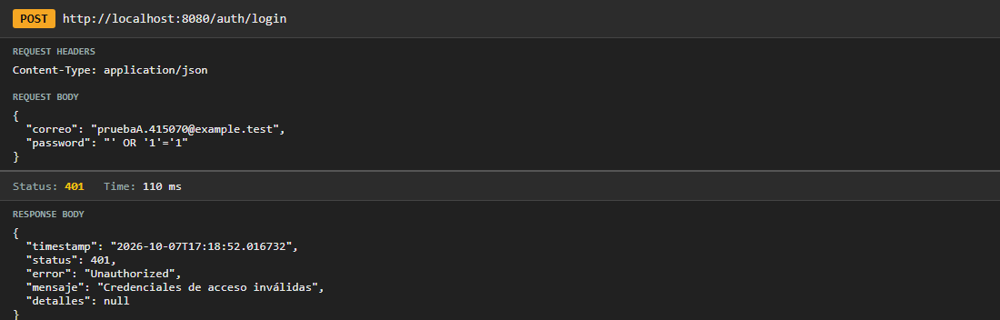 POST http://localhost:8080/auth/login
REQUEST HEADERS
Content-Type: application/json
REQUEST BODY
{
  "correo": "pruebaA.415070@example.test",
  "password": "' OR '1'='1"
}
Status: 401 Time: 110 ms
RESPONSE BODY
{
  "timestamp": "2026-10-07T17:18:52.016732",
  "status": 401,
  "error": "Unauthorized",
  "mensaje": "Credenciales de acceso inválidas",
  "detalles": null
}